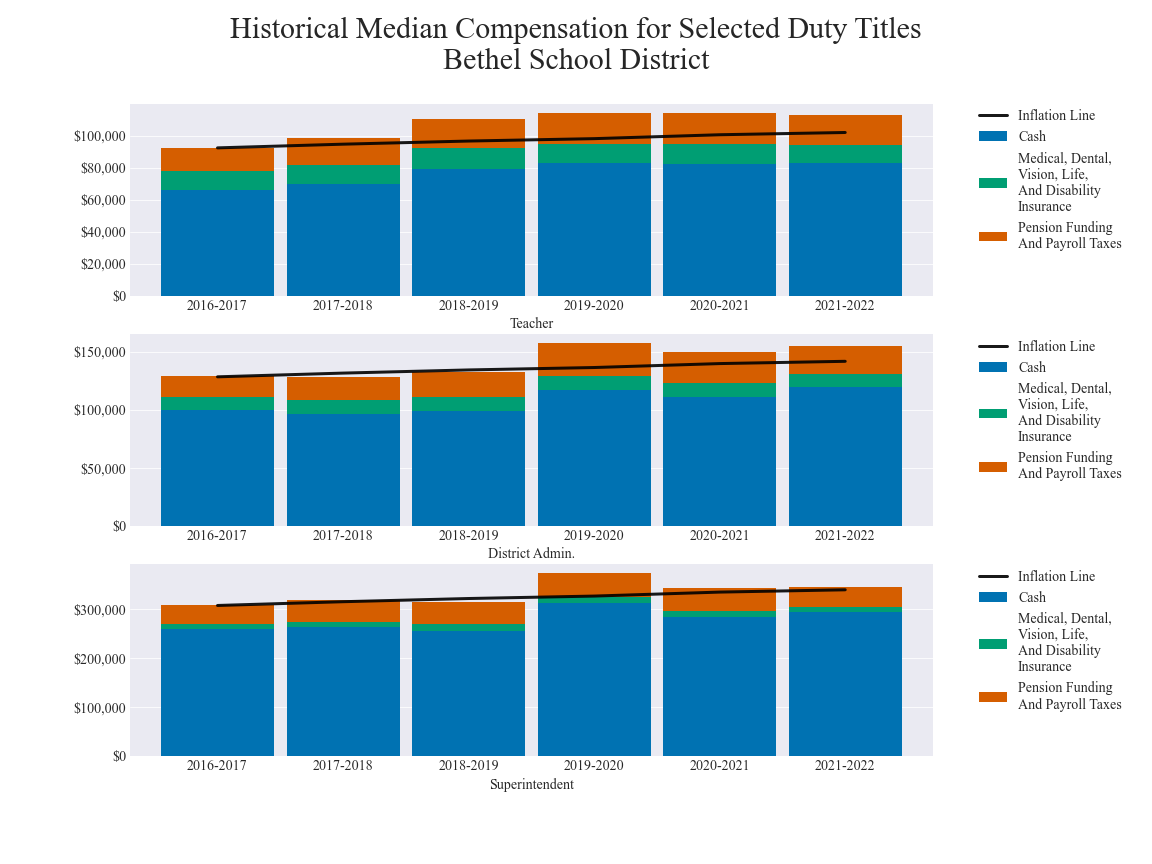 Historical Median Compensation for Selected Duty Titles
Bethel School District
$100,000
$80,000
$60,000
$40,000
$20,000
$0
2016-2017 2017-2018 2018-2019 2019-2020 2020-2021 2021-2022
Teacher
Inflation Line
Cash
Medical, Dental,
Vision, Life,
And Disability
Insurance
Pension Funding
And Payroll Taxes
$150,000
$100,000
$50,000
$0
2016-2017 2017-2018 2018-2019 2019-2020 2020-2021 2021-2022
District Admin.
Inflation Line
Cash
Medical, Dental,
Vision, Life,
And Disability
Insurance
Pension Funding
And Payroll Taxes
$300,000
$200,000
$100,000
$0
2016-2017 2017-2018 2018-2019 2019-2020 2020-2021 2021-2022
Superintendent
Inflation Line
Cash
Medical, Dental,
Vision, Life,
And Disability
Insurance
Pension Funding
And Payroll Taxes